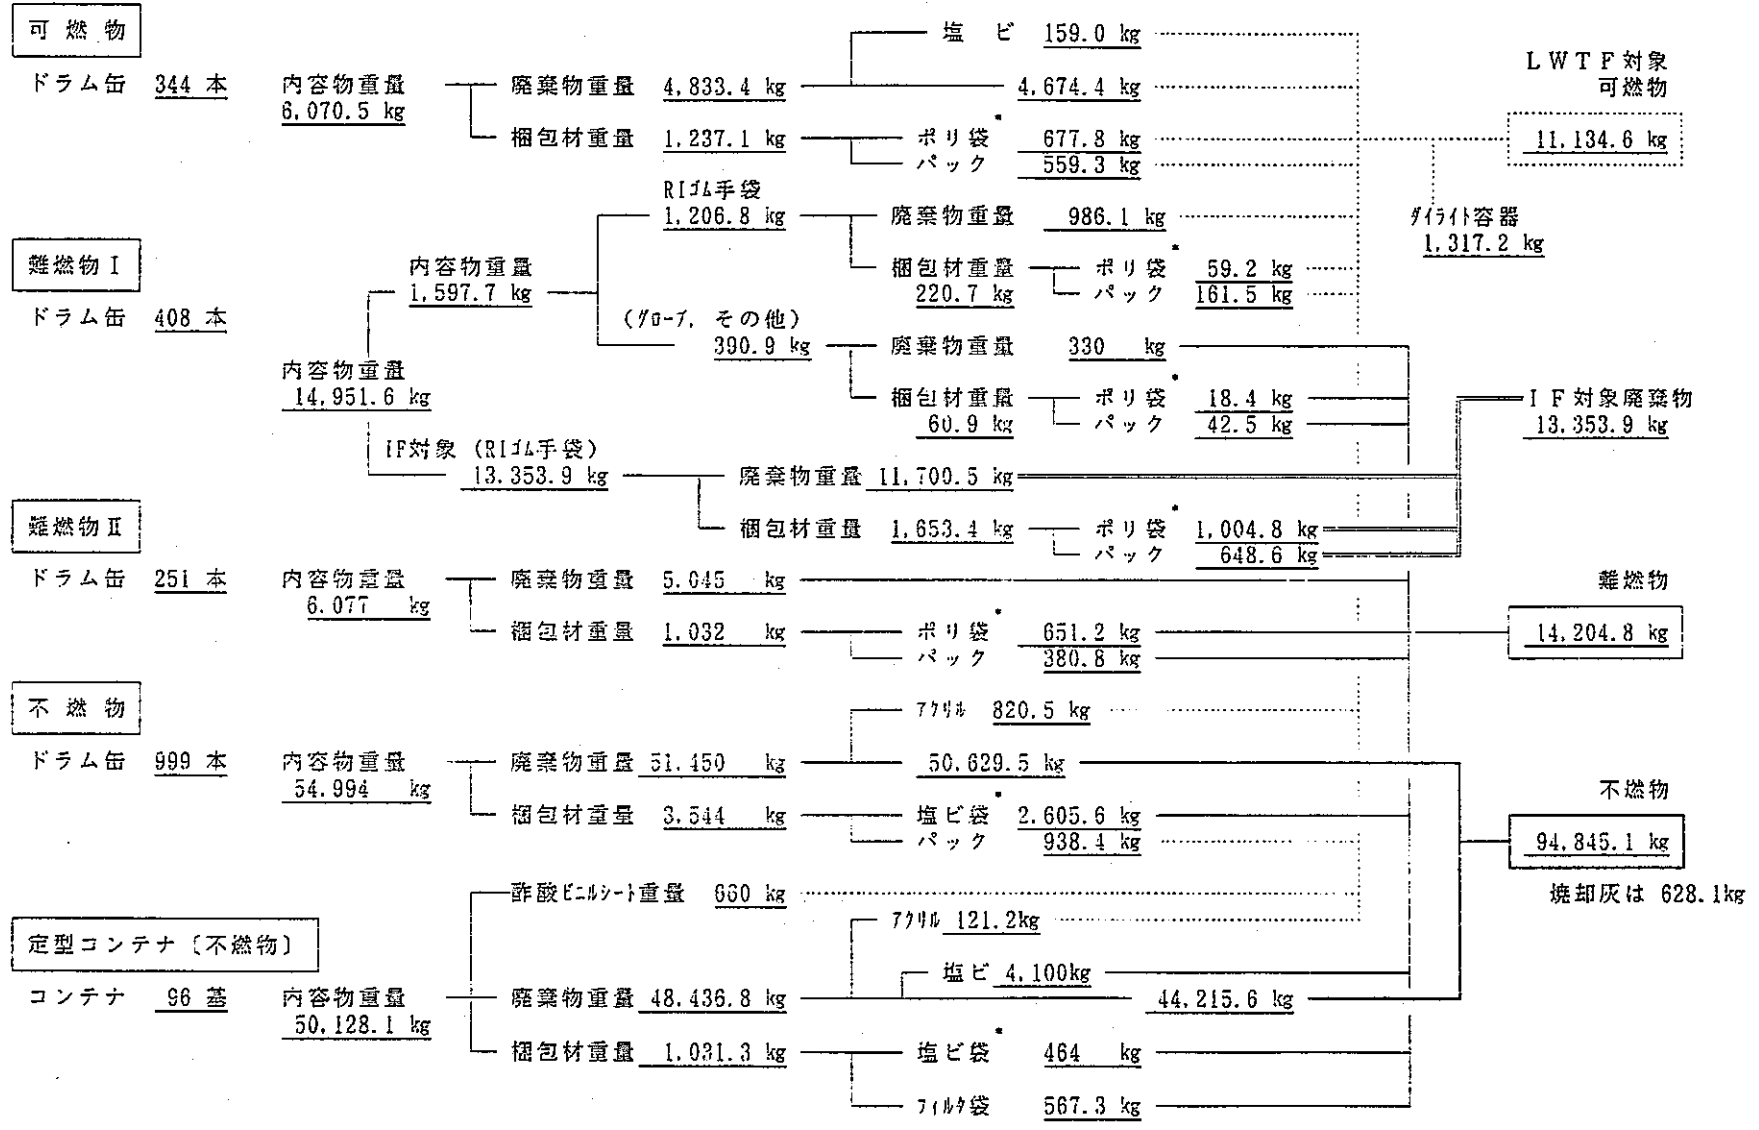 可燃物
塩ビ 159.0 kg
ドラム缶 344 本 内容物重量 廃棄物重量 4,833.4 kg 4,674.4 kg
6,070.5 kg
LWTF対象
可燃物
梱包材重量 1,237.1 kg ポリ袋* 677.8 kg 11,134.6 kg
パック 559.3 kg
RIゴム手袋
1,206.8 kg 廃棄物重量 986.1 kg
ダイライト容器
1,317.2 kg
難燃物Ⅰ
内容物重量
1,597.7 kg
梱包材重量 ポリ袋* 59.2 kg
220.7 kg パック 161.5 kg
ドラム缶 408 本
(グローブ, その他)
390.9 kg 廃棄物重量 330 kg
内容物重量
14,951.6 kg
梱包材重量 ポリ袋* 18.4 kg
60.9 kg パック 42.5 kg
IF対象廃棄物
13,353.9 kg
IF対象 (RIゴム手袋)
13,353.9 kg 廃棄物重量 11,700.5 kg
梱包材重量 1,653.4 kg ポリ袋* 1,004.8 kg
パック 648.6 kg
難燃物Ⅱ
ドラム缶 251 本 内容物重量 廃棄物重量 5,045 kg
6,077 kg
難燃物
梱包材重量 1,032 kg ポリ袋* 651.2 kg 14,204.8 kg
パック 380.8 kg
不燃物
アクリル 820.5 kg
ドラム缶 999 本 内容物重量 廃棄物重量 51,450 kg 50,629.5 kg
54,994 kg
不燃物
梱包材重量 3,544 kg 塩ビ袋* 2,605.6 kg
パック 938.4 kg
94,845.1 kg
焼却灰は 628.1kg
酢酸ビニルシート重量 660 kg
アクリル 121.2kg
定型コンテナ〔不燃物〕
塩ビ 4,100kg
コンテナ 96 基 内容物重量 廃棄物重量 48,436.8 kg 44,215.6 kg
50,128.1 kg
梱包材重量 1,031.3 kg 塩ビ袋* 464 kg
フィルタ袋 567.3 kg